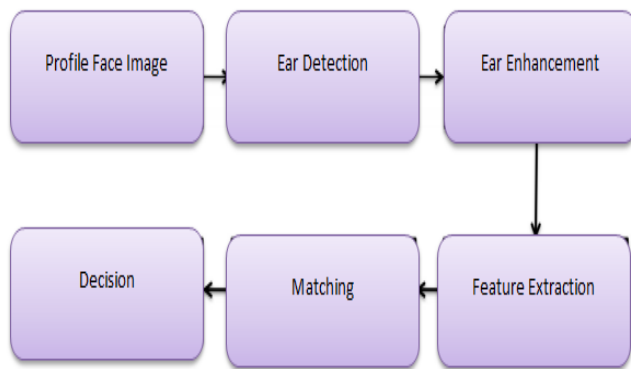 Profile Face Image
Ear Detection
Ear Enhancement
Feature Extraction
Matching
Decision